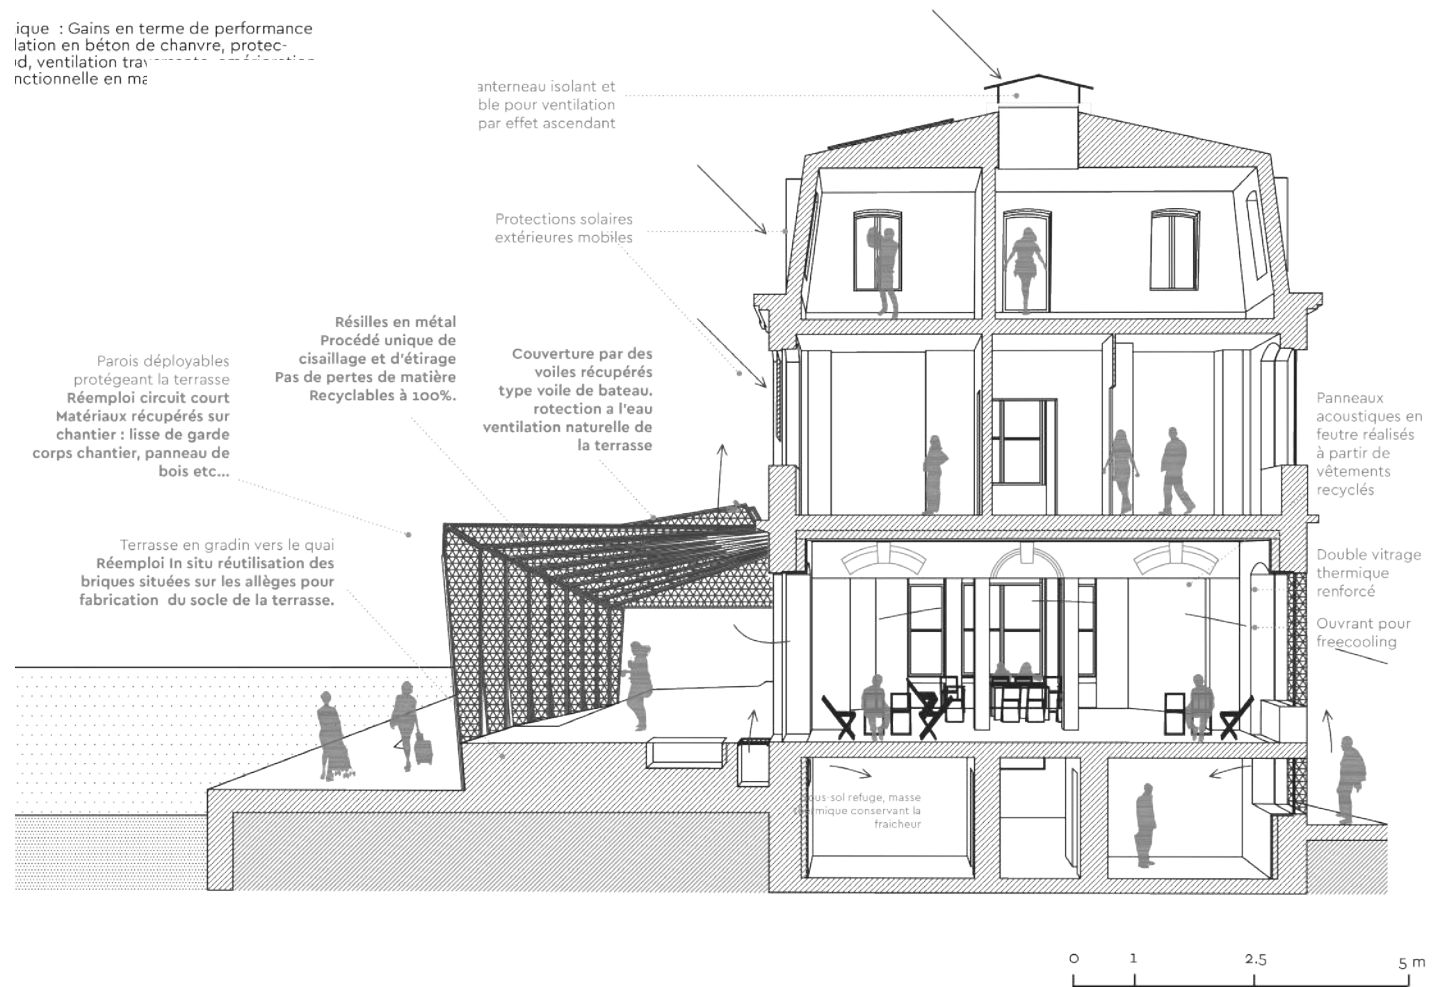 ique : Gains en terme de performance
lation en béton de chanvre, protec-
d, ventilation
nctionnelle en
anterneau isolant et
ble pour ventilation
par effet ascendant
Protections solaires
extérieures mobiles
Résilles en métal
Procédé unique de
cisaillage et d'étirage
Pas de pertes de matière
Recyclables à 100%.
Couverture par des
voiles récupérés
type voile de bateau.
rotection a l'eau
ventilation naturelle de
la terrasse
Parois déployables
protégeant la terrasse
Réemploi circuit court
Matériaux récupérés sur
chantier : lisse de garde
corps chantier, panneau de
bois etc...
Terrasse en gradin vers le quai
Réemploi In situ réutilisation des
briques situées sur les allèges pour
fabrication du socle de la terrasse.
Panneaux
acoustiques en
feutre réalisés
à partir de
vêtements
recyclés
Double vitrage
thermique
renforcé
Ouvrant pour
freecooling
sous-sol refuge, masse
thermique conservant la
fraicheur
0 1 2.5 5 m